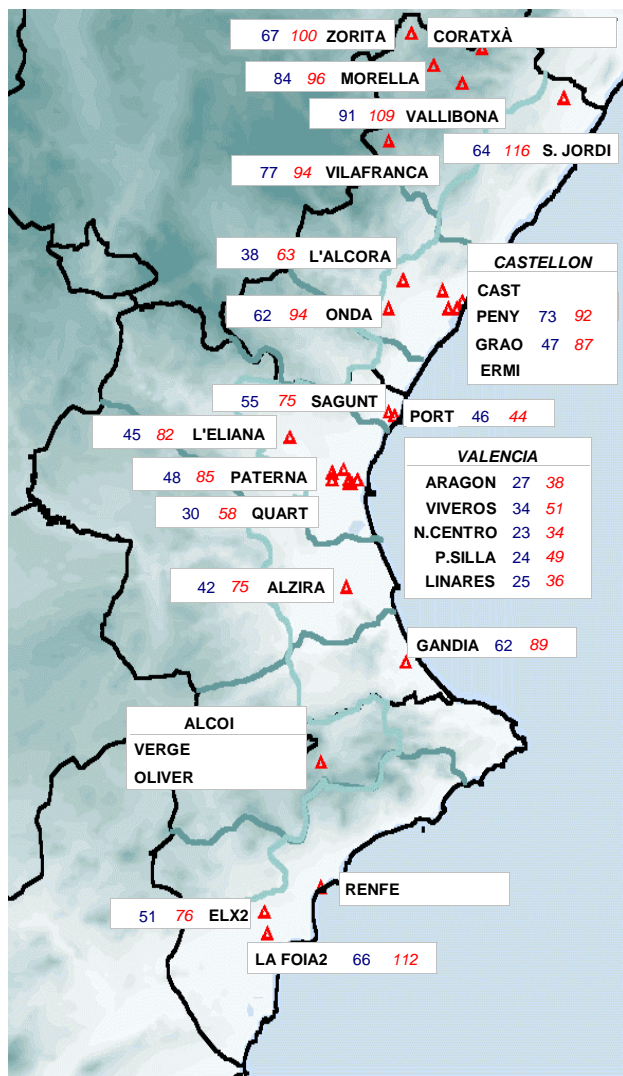 67 100 ZORITA
CORATXÀ
84 96 MORELLA
91 109 VALLIBONA
64 116 S. JORDI
77 94 VILAFRANCA
38 63 L'ALCORA
CASTELLON
CAST
PENY 73 92
GRAO 47 87
ERMI
62 94 ONDA
55 75 SAGUNT
PORT 46 44
45 82 L'ELIANA
48 85 PATERNA
30 58 QUART
VALENCIA
ARAGON 27 38
VIVEROS 34 51
N.CENTRO 23 34
P.SILLA 24 49
LINARES 25 36
42 75 ALZIRA
GANDIA 62 89
ALCOI
VERGE
OLIVER
RENFE
51 76 ELX2
LA FOIA2 66 112